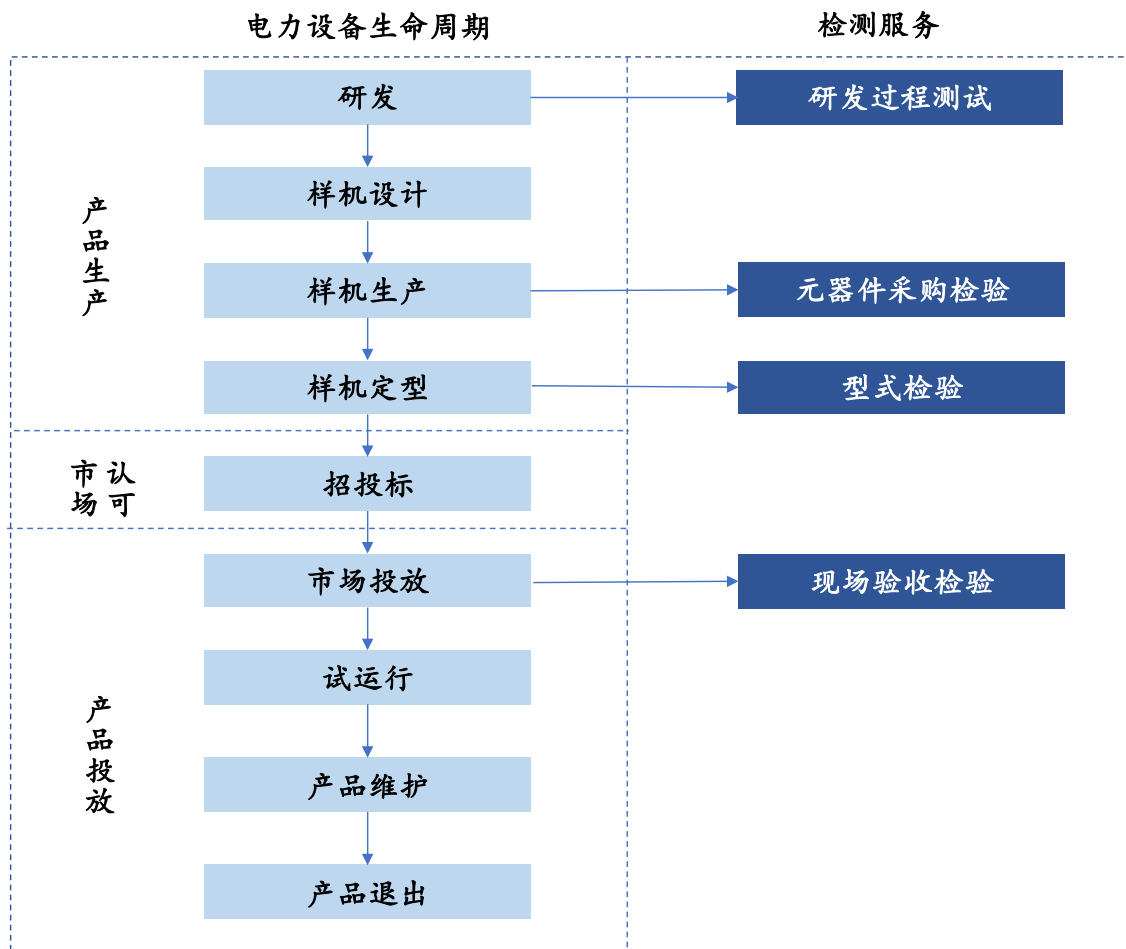 电力设备生命周期
检测服务
产品生产
研发
研发过程测试
样机设计
样机生产
元器件采购检验
样机定型
型式检验
市场认可
招投标
产品投放
市场投放
现场验收检验
试运行
产品维护
产品退出